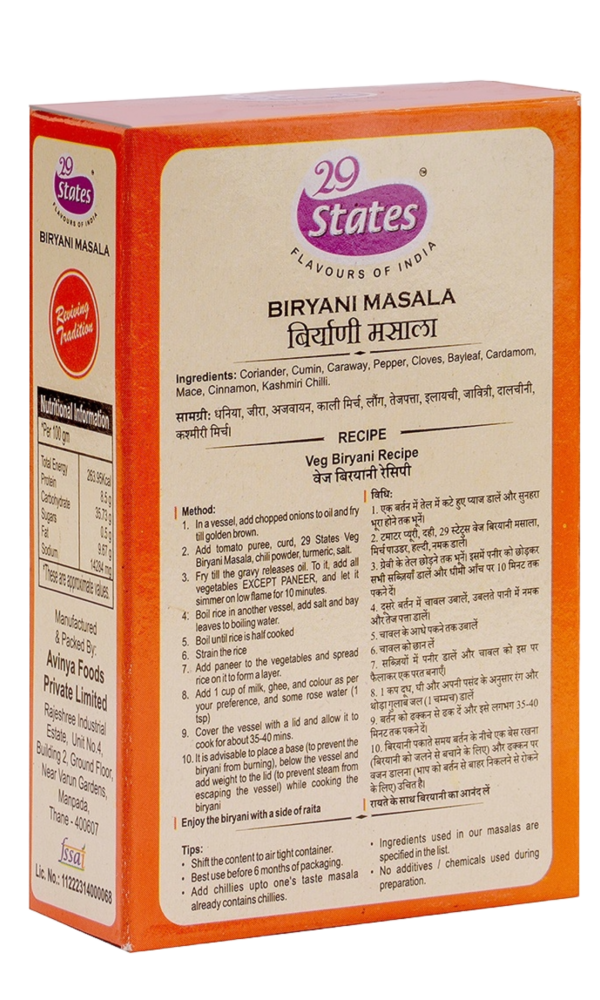 29
States
FLAVOURS OF INDIA
BIRYANI MASALA
Reviving
Tradition
Nutritional Information
*Per 100 gm
Total Energy 263.95Kcal
Protein 8.5 g
Carbohydrate 35.73 g
Sugars 0.5 g
Fat 9.67 g
Sodium 14284 mg
*These are approximate values.
Manufactured
& Packed By:
Avinya Foods
Private Limited
Rajeshree Industrial
Estate, Unit No.4,
Building 2, Ground Floor,
Near Varun Gardens,
Manpada,
Thane - 400607
fssai
Lic. No.: 11222314000068
29
States
TM
FLAVOURS OF INDIA
BIRYANI MASALA
बिर्याणी मसाला
Ingredients: Coriander, Cumin, Caraway, Pepper, Cloves, Bayleaf, Cardamom,
Mace, Cinnamon, Kashmiri Chilli.
सामग्री: धनिया, जीरा, अजवायन, काली मिर्च, लौंग, तेजपत्ता, इलायची, जावित्री, दालचीनी,
कश्मीरी मिर्च।
RECIPE
Veg Biryani Recipe
वेज बिरयानी रेसिपी
Method:
1. In a vessel, add chopped onions to oil and fry
till golden brown.
2. Add tomato puree, curd, 29 States Veg
Biryani Masala, chili powder, turmeric, salt.
3. Fry till the gravy releases oil. To it, add all
vegetables EXCEPT PANEER, and let it
simmer on low flame for 10 minutes.
4. Boil rice in another vessel, add salt and bay
leaves to boiling water.
5. Boil until rice is half cooked
6. Strain the rice
7. Add paneer to the vegetables and spread
rice on it to form a layer.
8. Add 1 cup of milk, ghee, and colour as per
your preference, and some rose water (1
tsp)
9. Cover the vessel with a lid and allow it to
cook for about 35-40 mins.
10. It is advisable to place a base (to prevent the
biryani from burning), below the vessel and
add weight to the lid (to prevent steam from
escaping the vessel) while cooking the
biryani
Enjoy the biryani with a side of raita
विधि:
1. एक बर्तन में तेल में कटे हुए प्याज डालें और सुनहरा
भूरा होने तक भूनें।
2. टमाटर प्यूरी, दही, 29 स्टेट्स वेज बिरयानी मसाला,
मिर्च पाउडर, हल्दी, नमक डालें।
3. ग्रेवी के तेल छोड़ने तक भूनें। इसमें पनीर को छोड़कर
सभी सब्ज़ियाँ डालें और धीमी आँच पर 10 मिनट तक
पकने दें।
4. दूसरे बर्तन में चावल उबालें, उबलते पानी में नमक
और तेज पत्ता डालें।
5. चावल के आधे पकने तक उबालें
6. चावल को छान लें
7. सब्ज़ियों में पनीर डालें और चावल को इस पर
फैलाकर एक परत बनाएँ।
8. 1 कप दूध, घी और अपनी पसंद के अनुसार रंग और
थोड़ा गुलाब जल (1 चम्मच) डालें
9. बर्तन को ढक्कन से ढक दें और इसे लगभग 35-40
मिनट तक पकने दें।
10. बिरयानी पकाते समय बर्तन के नीचे एक बेस रखना
(बिरयानी को जलने से बचाने के लिए) और ढक्कन पर
वजन डालना (भाप को बर्तन से बाहर निकलने से रोकने
के लिए) उचित है।
रायते के साथ बिरयानी का आनंद लें
Tips:
• Shift the content to air tight container.
• Best use before 6 months of packaging.
• Add chillies upto one's taste masala
already contains chillies.
• Ingredients used in our masalas are
specified in the list.
• No additives / chemicals used during
preparation.